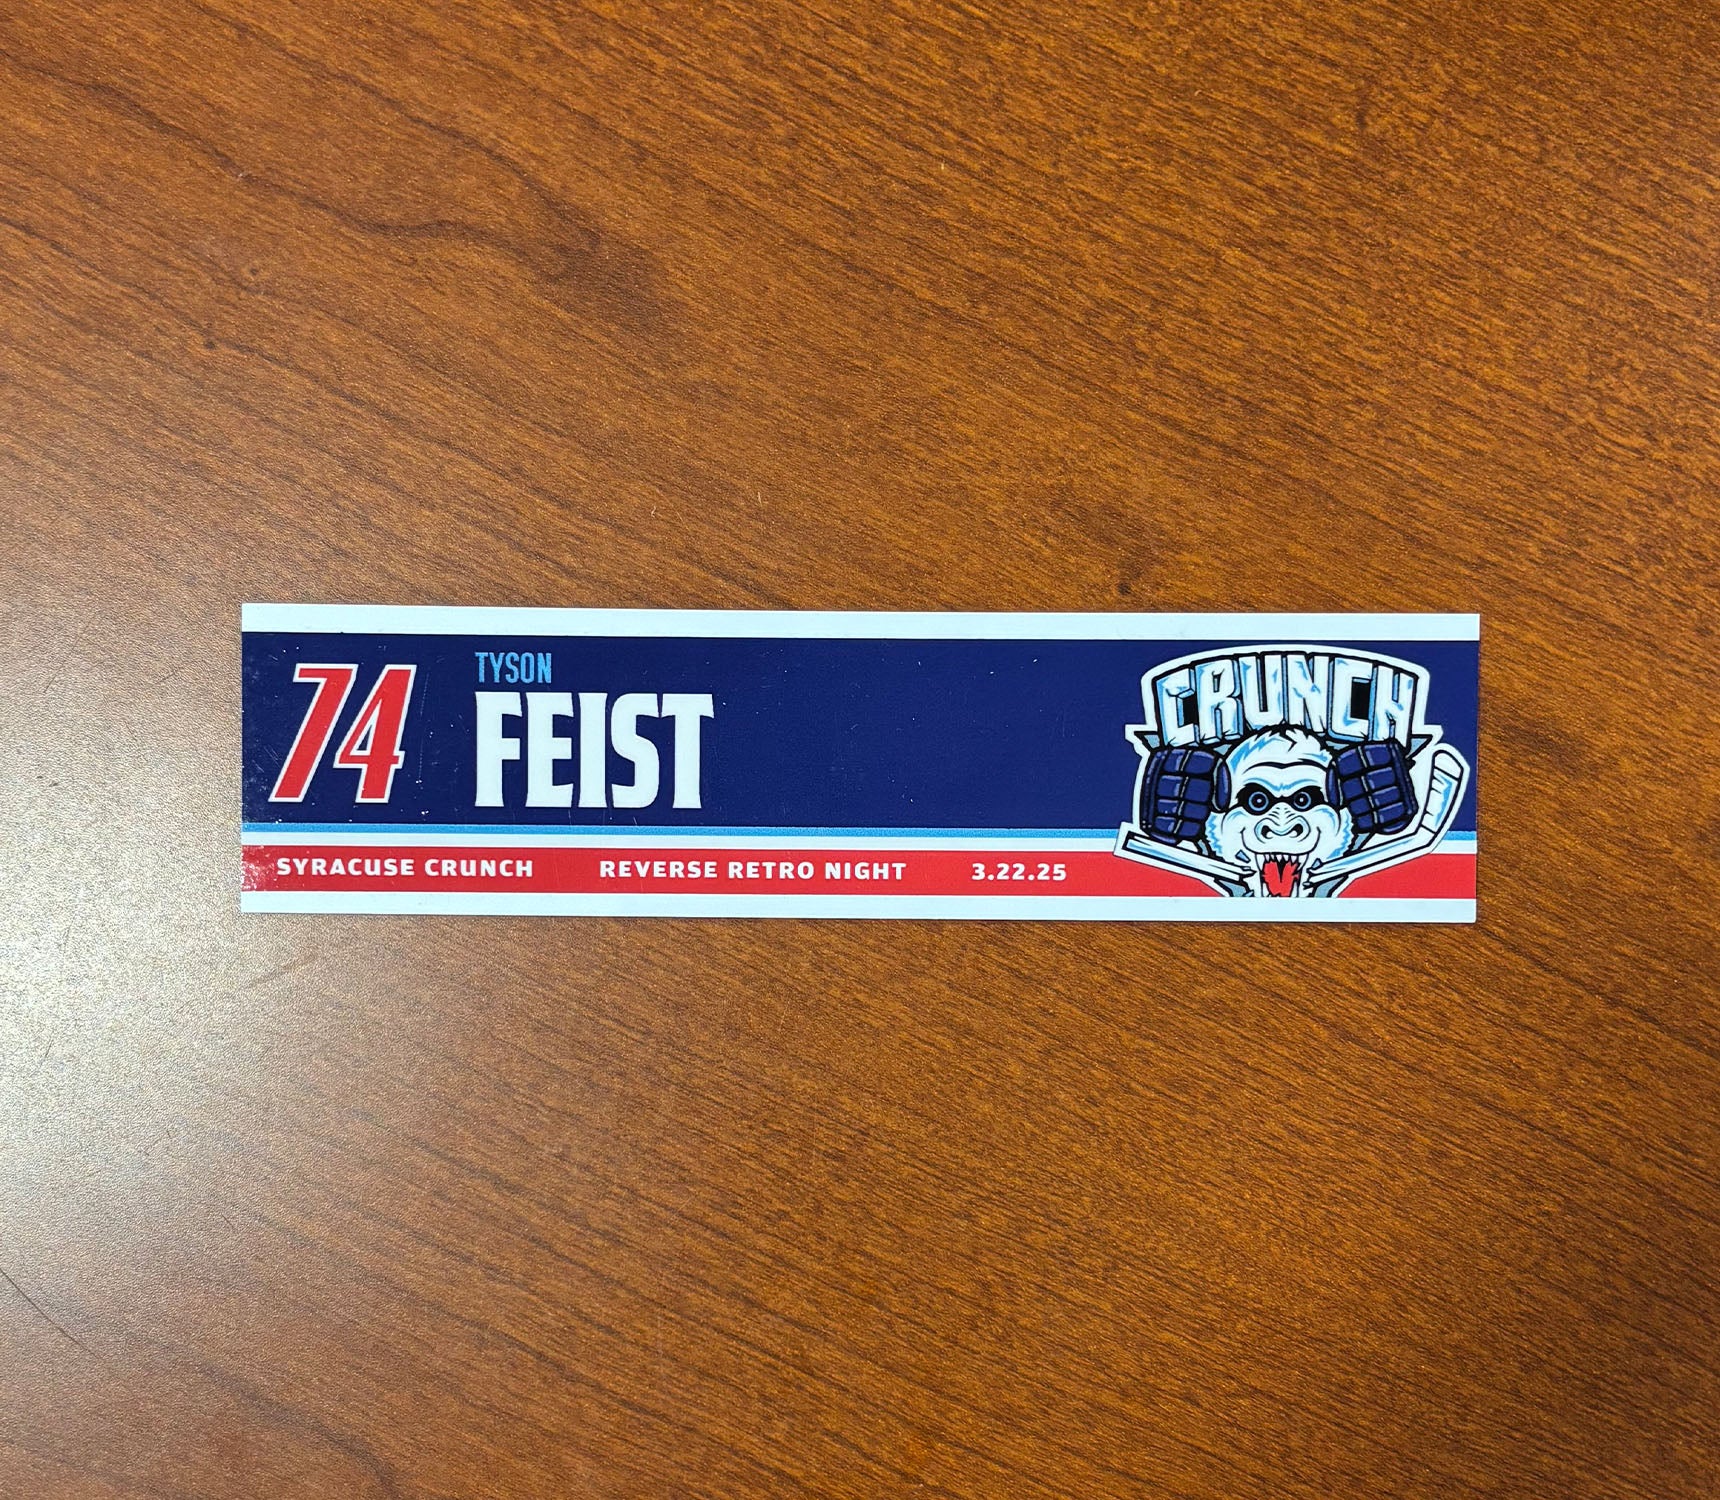 74
TYSON
FEIST
CRUNCH
SYRACUSE CRUNCH REVERSE RETRO NIGHT 3.22.25